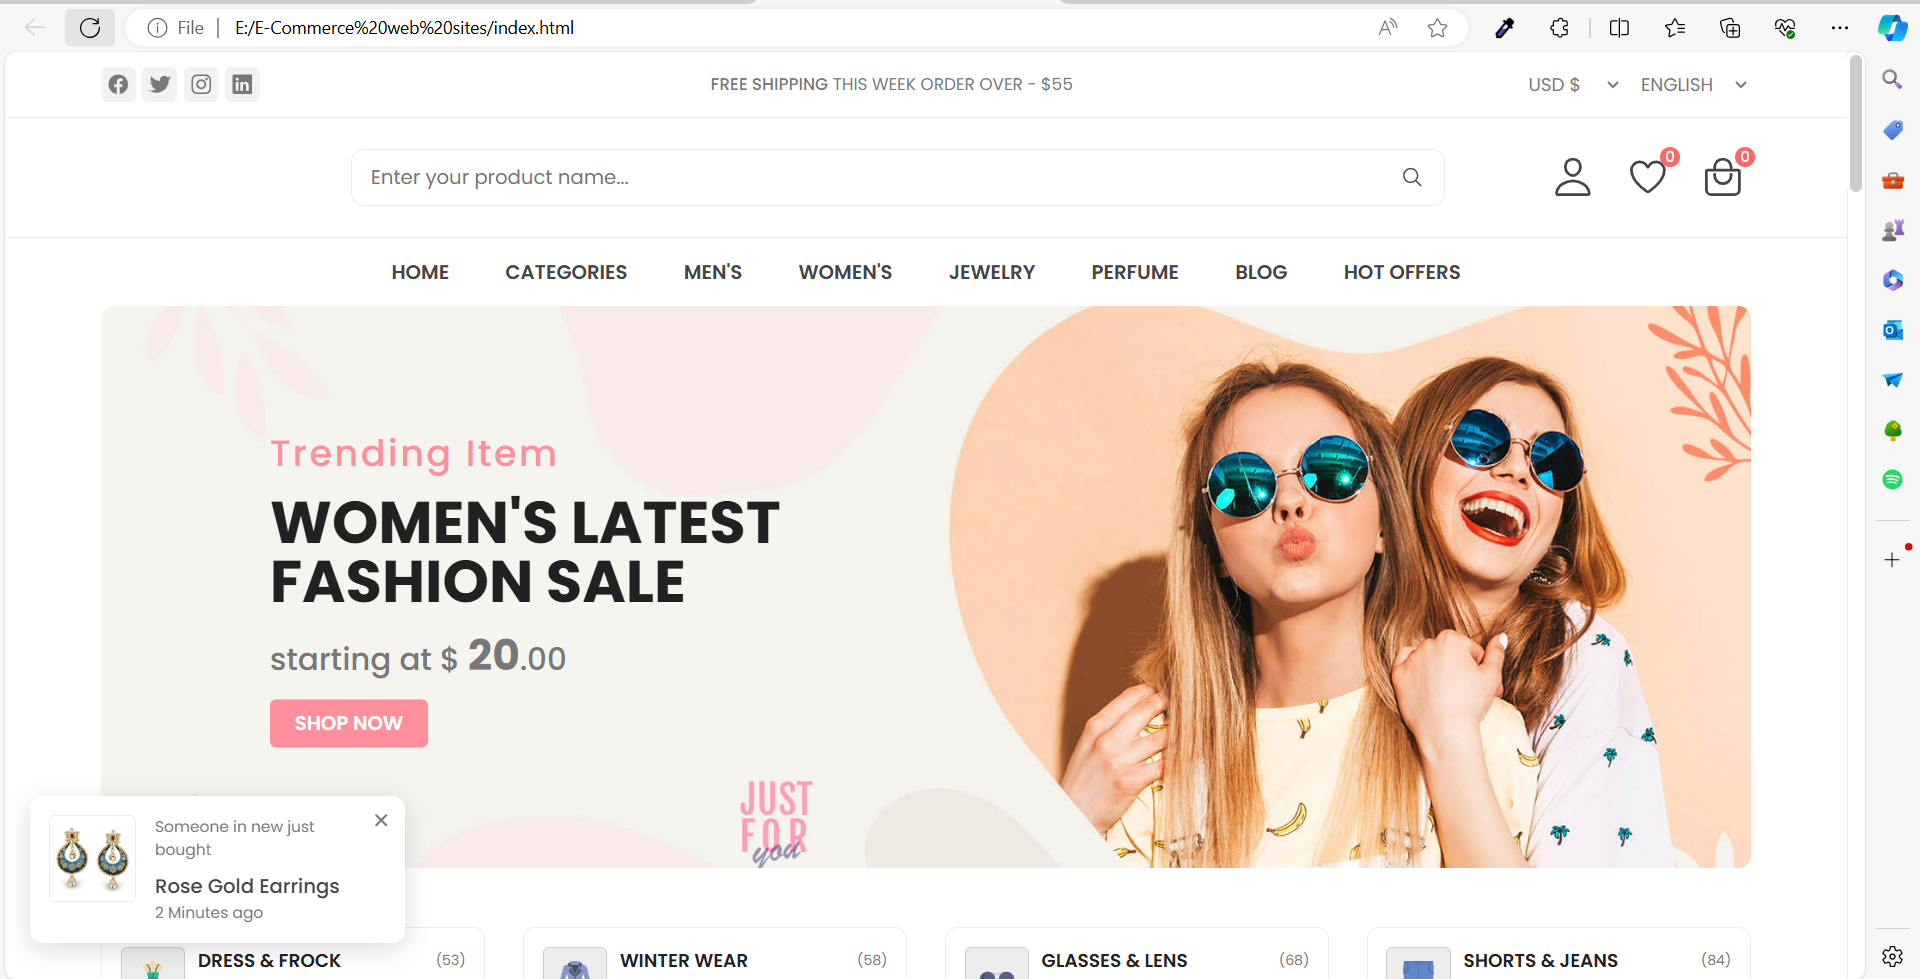 File
E:/E-Commerce%20web%20sites/index.html
FREE SHIPPING THIS WEEK ORDER OVER - $55
USD $
ENGLISH
Enter your product name...
0
0
HOME
CATEGORIES
MEN'S
WOMEN'S
JEWELRY
PERFUME
BLOG
HOT OFFERS
Trending Item
WOMEN'S LATEST
FASHION SALE
starting at $ 20.00
SHOP NOW
JUST
FOR
you
Someone in new just
bought
Rose Gold Earrings
2 Minutes ago
DRESS & FROCK
(53)
WINTER WEAR
(58)
GLASSES & LENS
(68)
SHORTS & JEANS
(84)